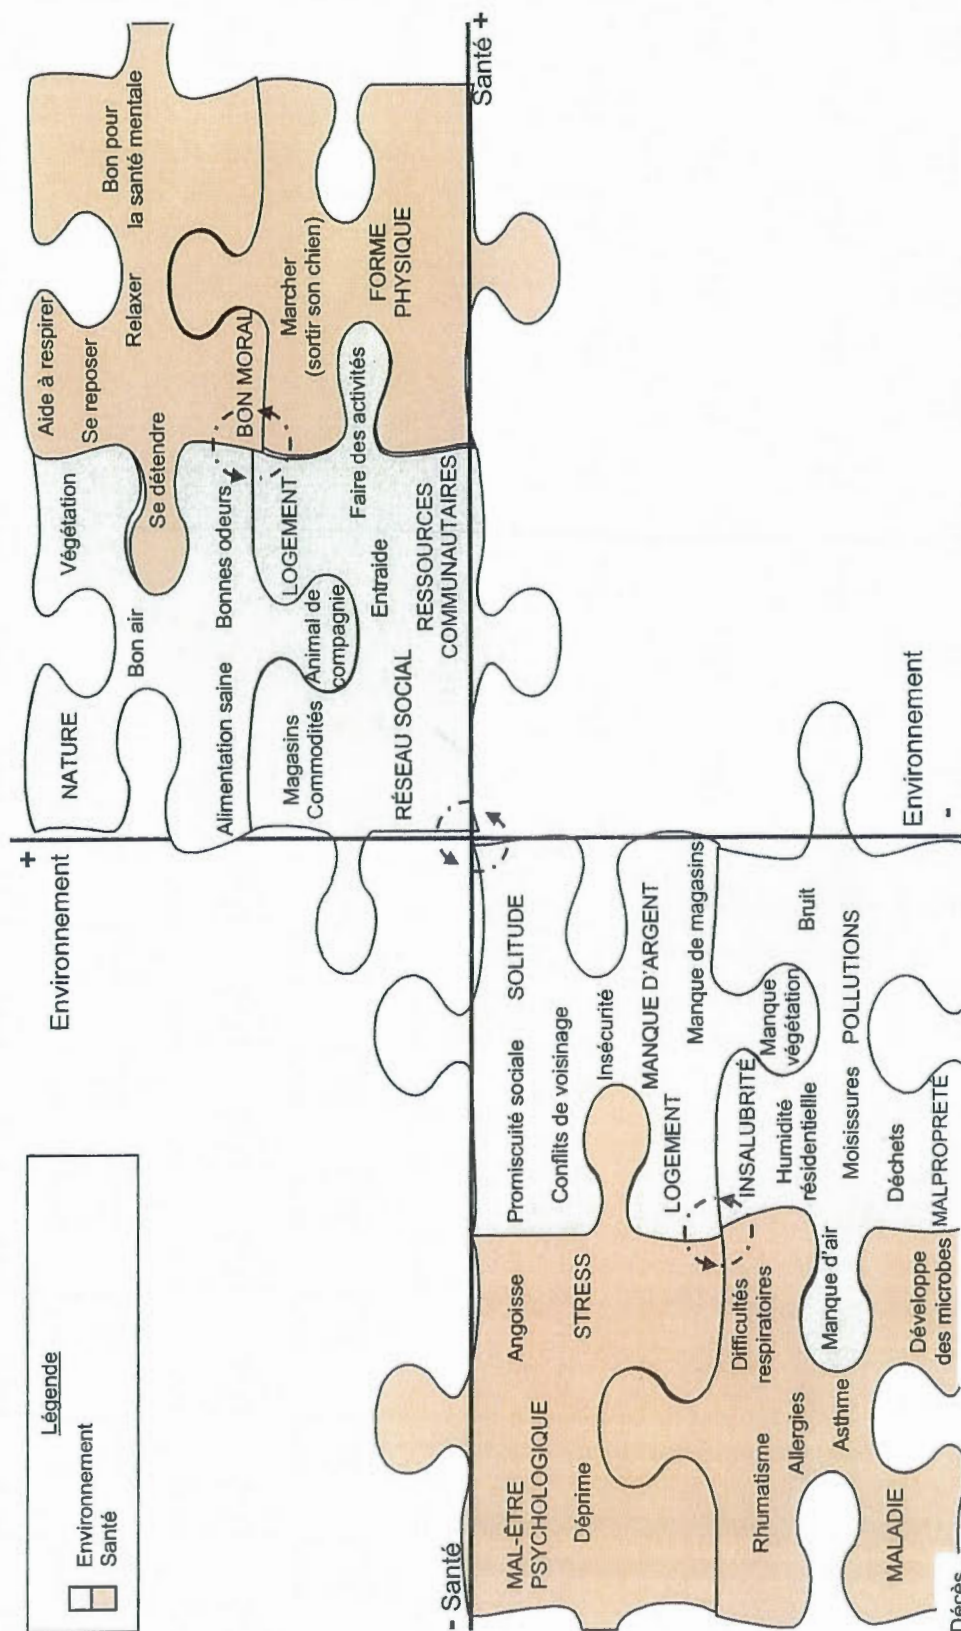 Légende
Environnement
Santé
Environnement
+
NATURE
Végétation
Bon air
Alimentation saine
Bonnes odeurs
Magasins
Commodités
Animal de
compagnie
LOGEMENT
Entraide
Faire des activités
RÉSEAU SOCIAL
RESSOURCES
COMMUNAUTAIRES
Aide à respirer
Se reposer
Relaxer
Se détendre
Bon pour
la santé mentale
BON MORAL
Marcher
(sortir son chien)
FORME
PHYSIQUE
Santé +
- Santé
MAL-ÊTRE
PSYCHOLOGIQUE
Angoisse
Déprime
STRESS
Promiscuité sociale
SOLITUDE
Conflits de voisinage
Insécurité
MANQUE D'ARGENT
LOGEMENT
Manque de magasins
Rhumatisme
Difficultés
respiratoires
Allergies
Asthme
Manque d'air
MALADIE
Développe
des microbes
Décès
INSALUBRITÉ
Manque
végétation
Humidité
résidentiellle
Bruit
Moisissures
POLLUTIONS
Déchets
MALPROPRETÉ
Environnement
-